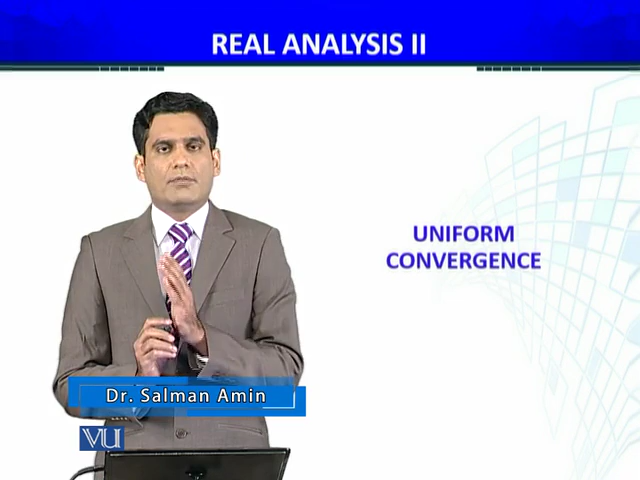 REAL ANALYSIS II
UNIFORM
CONVERGENCE
Dr. Salman Amin
VU